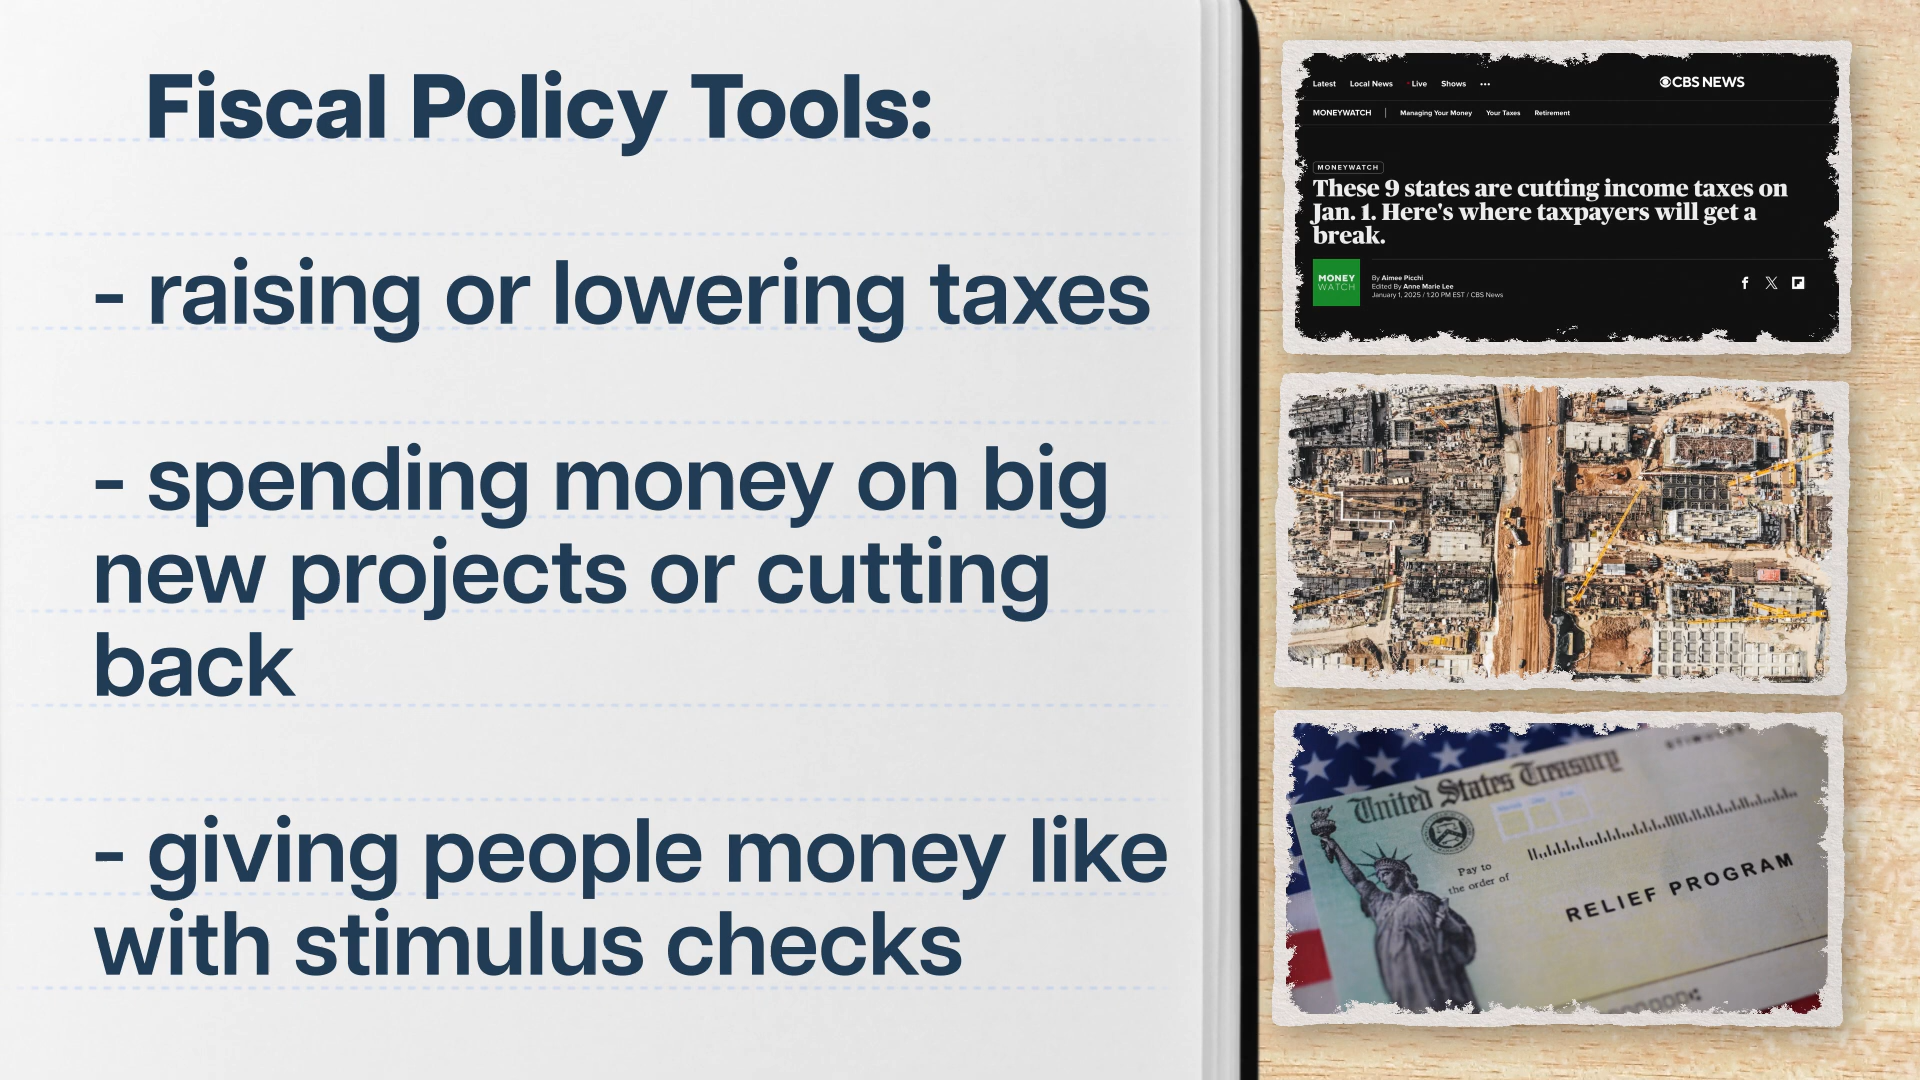 Fiscal Policy Tools:
- raising or lowering taxes
- spending money on big
new projects or cutting
back
- giving people money like
with stimulus checks
Latest Local News Live Shows ...
CBS NEWS
MONEYWATCH | Managing Your Money Your Taxes Retirement
MONEYWATCH
These 9 states are cutting income taxes on
Jan. 1. Here's where taxpayers will get a
break.
MONEY
WATCH
By Aimee Picchi
Edited By Anne Marie Lee
January 1, 2025 / 1:20 PM EST / CBS News
United States Treasury
Pay to
the order of
RELIEF PROGRAM